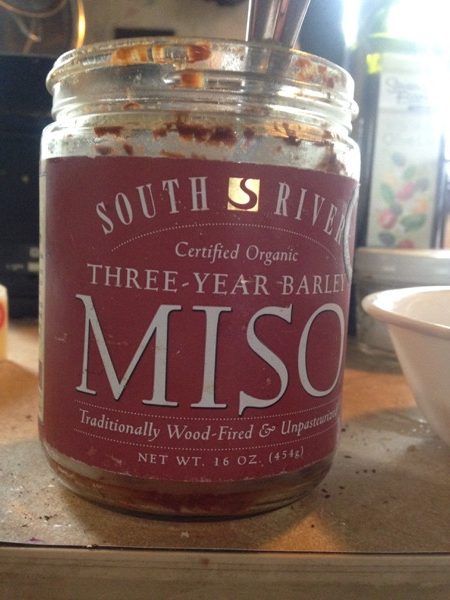 SOUTH S RIVER
Certified Organic
THREE-YEAR BARLEY
MISO
Traditionally Wood-Fired & Unpasteurized
NET WT. 16 OZ. (454g)